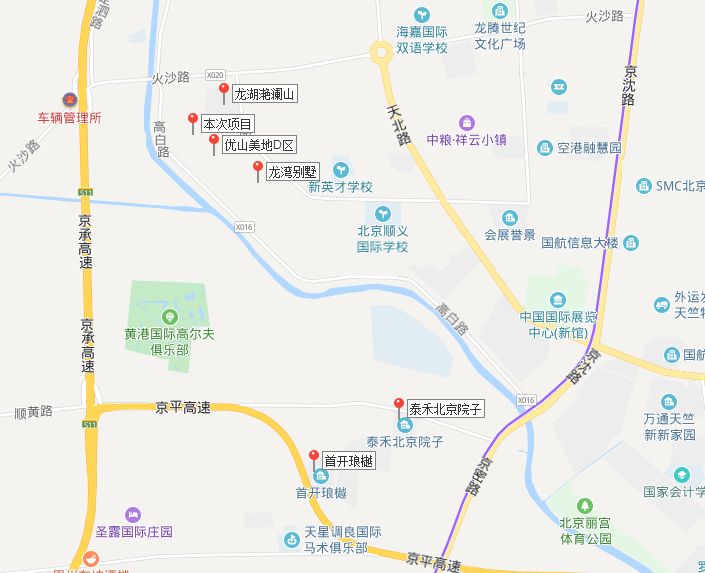 海嘉国际
双语学校
龙腾世纪
文化广场
火沙路
京沈路
火沙路
X020
龙湖滟澜山
车辆管理所
天北路
本次项目
中粮·祥云小镇
高白路
优山美地D区
空港融慧园
火沙路
龙湾别墅
新英才学校
SMC北京
S11
京承高速
X016
北京顺义
国际学校
会展誉景
国航信息大楼
外运发
天竺物
高白路
中国国际展览
中心(新馆)
黄港国际高尔夫
俱乐部
京承高速
国航
京沈路
X016
顺黄路
京平高速
泰禾北京院子
泰禾北京院子
万通天竺
新新家园
S11
首开琅樾
首开琅樾
京密路
国家会计学
圣露国际庄园
北京丽宫
体育公园
天星调良国际
马术俱乐部
京平高速